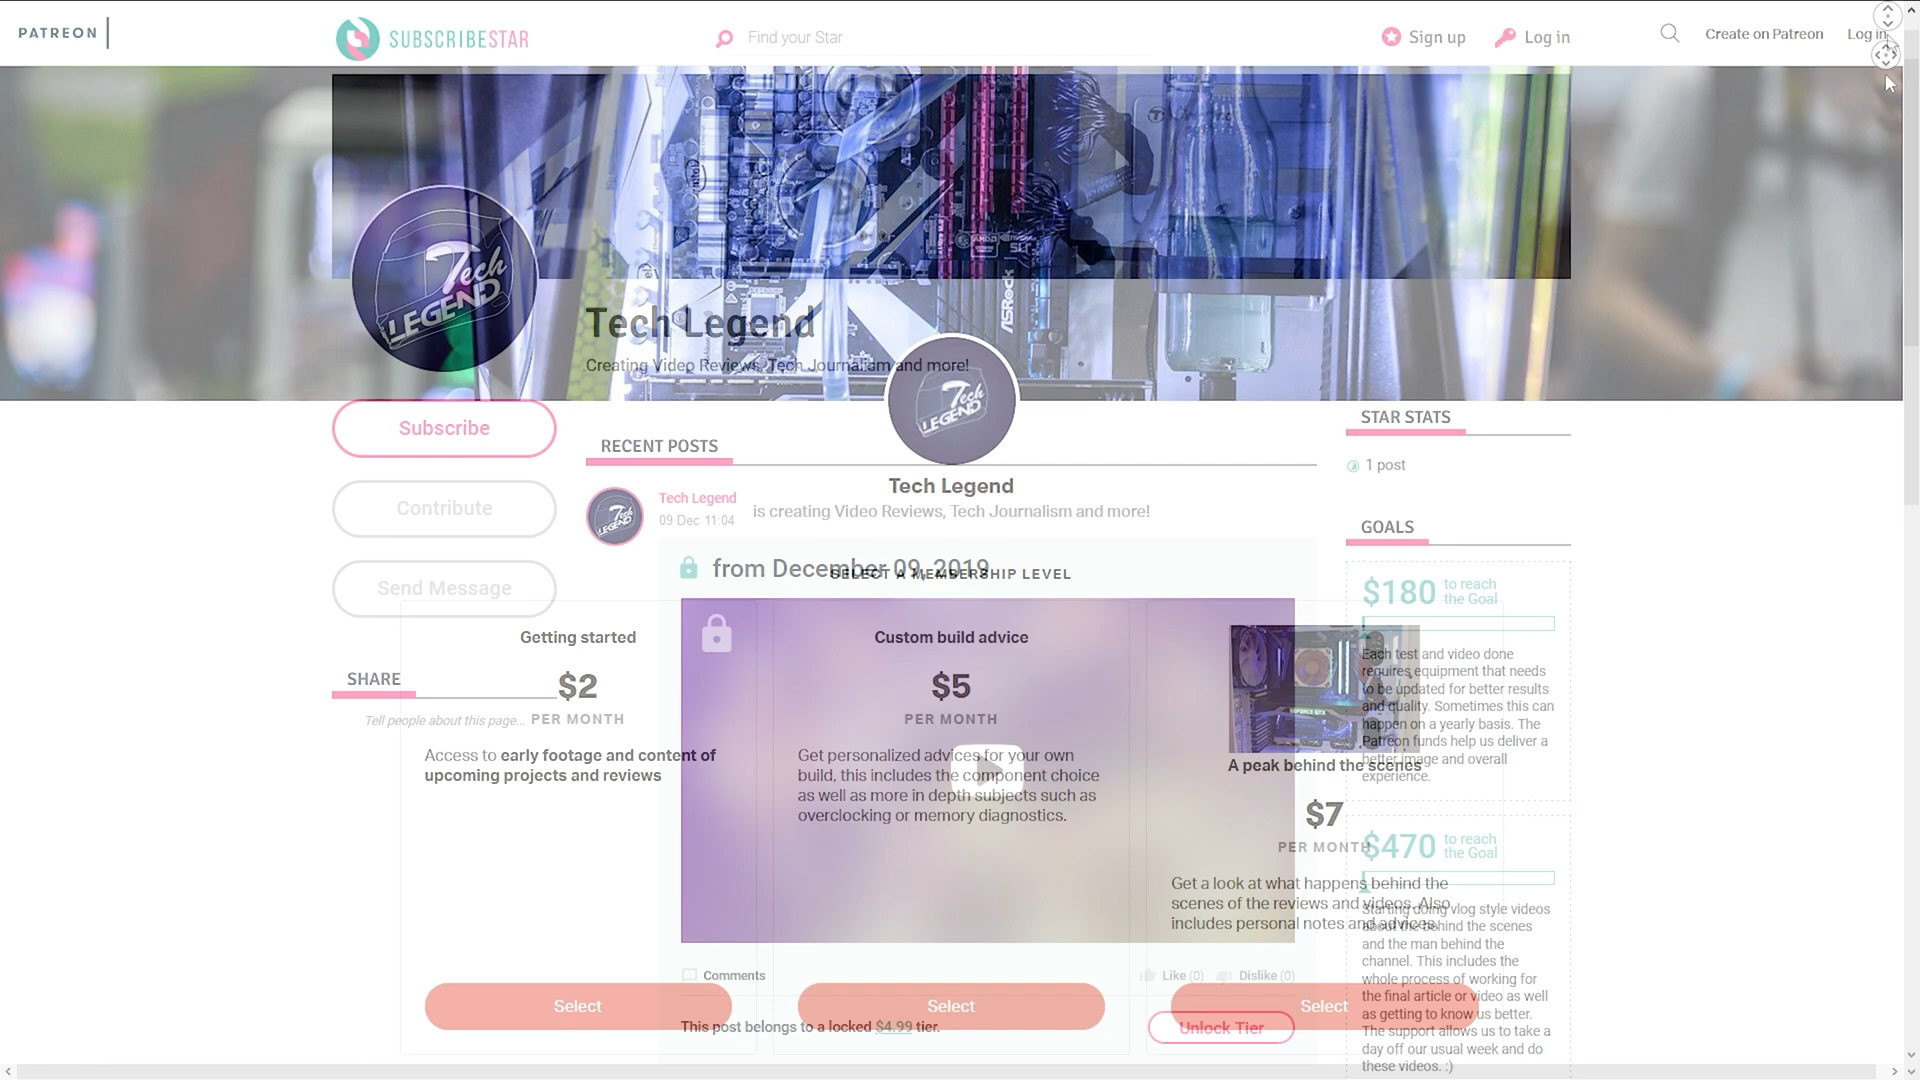 PATREON
SUBSCRIBESTAR
Find your Star
Sign up
Log in
Create on Patreon
Log in
Tech
LEGEND
ASRock
Tech Legend
Creating Video Reviews, Tech Journalism and more!
Tech
LEGEND
Subscribe
Contribute
Send Message
SHARE
Tell people about this page...
RECENT POSTS
Tech Legend
09 Dec 11:04
Tech Legend
is creating Video Reviews, Tech Journalism and more!
from December 09, 2019
SELECT A MEMBERSHIP LEVEL
Getting started
$2
PER MONTH
Access to early footage and content of
upcoming projects and reviews
Select
Custom build advice
$5
PER MONTH
Get personalized advices for your own
build, this includes the component choice
as well as more in depth subjects such as
overclocking or memory diagnostics.
Select
A peak behind the scenes
$7
PER MONTH
Get a look at what happens behind the
scenes of the reviews and videos. Also
includes personal notes and advices.
Select
Comments
Like (0)
Dislike (0)
This post belongs to a locked $4.99 tier.
Unlock Tier
STAR STATS
1 post
GOALS
$180 to reach
the Goal
Each test and video done
requires equipment that needs
to be updated for better results
and quality. Sometimes this can
happen on a yearly basis. The
Patreon funds help us deliver a
better image and overall
experience.
$470 to reach
the Goal
Starting doing vlog style videos
about the behind the scenes
and the man behind the
channel. This includes the
whole process of working for
the final article or video as well
as getting to know us better.
The support allows us to take a
day off our usual week and do
these videos. :)